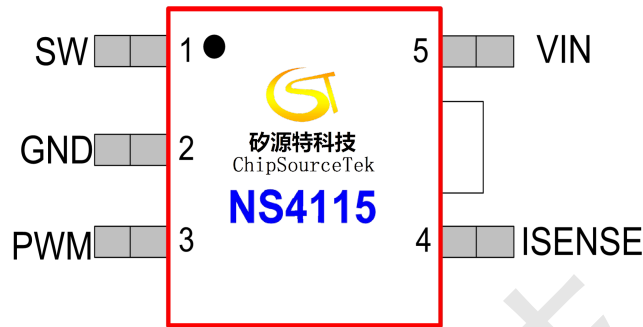 SW 1 5 VIN
GND 2
PWM 3 4 ISENSE
矽源特科技
ChipSourceTek
NS4115